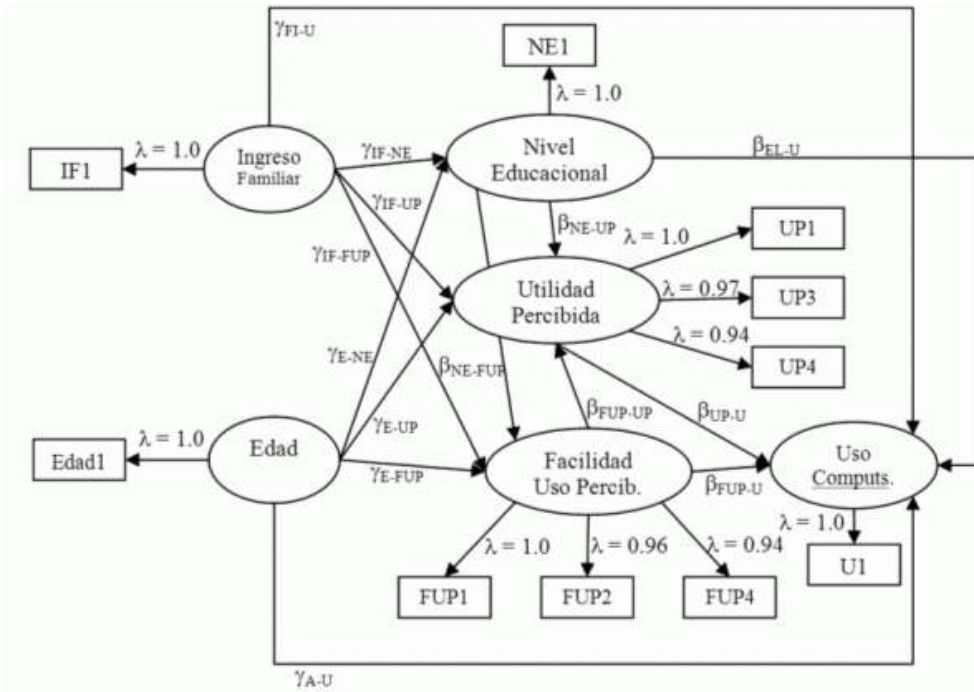 γFI-U
NE1
λ = 1.0
λ = 1.0
IF1
Ingreso
Familiar
γIF-NE
Nivel
Educacional
βEL-U
γIF-UP
βNE-UP
γIF-FUP
λ = 1.0
UP1
Utilidad
Percibida
λ = 0.97
UP3
λ = 0.94
UP4
γE-NE
βNE-FUP
γE-UP
βFUP-UP
βUP-U
λ = 1.0
Edad1
Edad
γE-FUP
Facilidad
Uso Percib.
βFUP-U
Uso
Computs.
λ = 1.0
U1
λ = 1.0
λ = 0.96
λ = 0.94
FUP1
FUP2
FUP4
γA-U